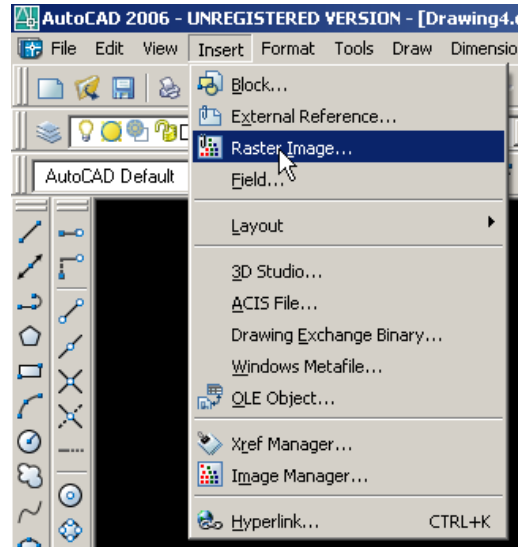 AutoCAD 2006 - UNREGISTERED VERSION - [Drawing4.
File Edit View Insert Format Tools Draw Dimensio
Block...
External Reference...
Raster Image...
AutoCAD Default
Field...
Layout
3D Studio...
ACIS File...
Drawing Exchange Binary...
Windows Metafile...
OLE Object...
Xref Manager...
Image Manager...
Hyperlink... CTRL+K